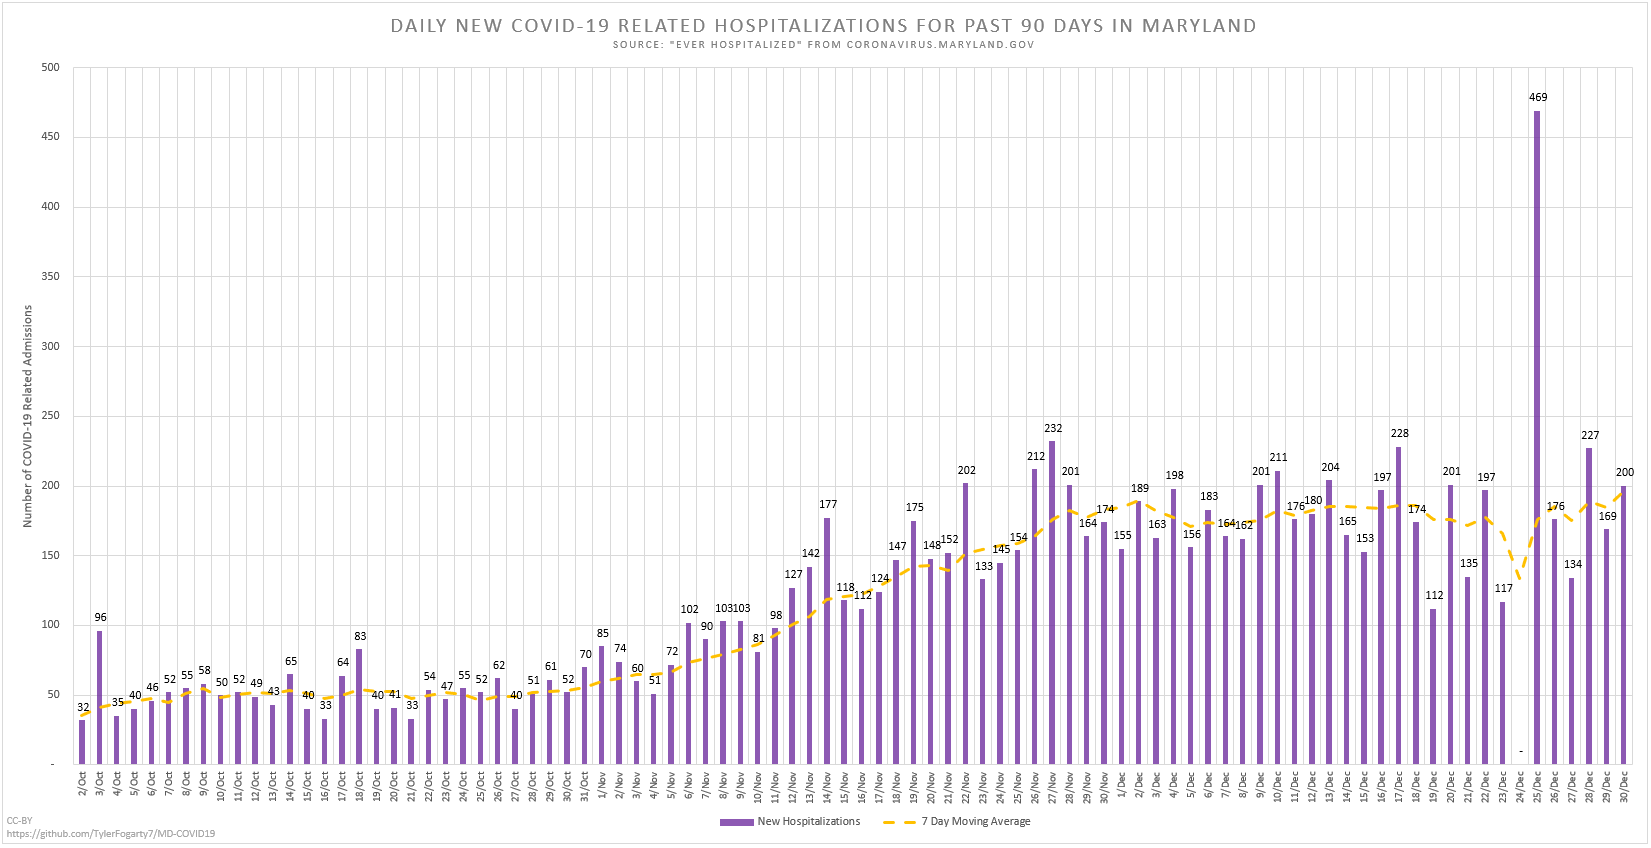 DAILY NEW COVID-19 RELATED HOSPITALIZATIONS FOR PAST 90 DAYS IN MARYLAND
SOURCE: "EVER HOSPITALIZED" FROM CORONAVIRUS.MARYLAND.GOV
Number of COVID-19 Related Admissions
500
450
400
350
300
250
200
150
100
50
-
32 96 35 40 46 52 55 58 50 52 49 43 65 40 33 64 83 40 41 33 54 47 55 52 62 40 51 61 52 70 85 74 60 51 72 102 90 103 103 81 98 127 142 177 118 112 124 147 175 148 152 202 133 145 154 212 232 201 164 174 155 189 163 198 156 183 164 162 201 211 176 180 204 165 153 197 228 174 112 201 135 197 117 - 469 176 134 227 169 200
2/Oct 3/Oct 4/Oct 5/Oct 6/Oct 7/Oct 8/Oct 9/Oct 10/Oct 11/Oct 12/Oct 13/Oct 14/Oct 15/Oct 16/Oct 17/Oct 18/Oct 19/Oct 20/Oct 21/Oct 22/Oct 23/Oct 24/Oct 25/Oct 26/Oct 27/Oct 28/Oct 29/Oct 30/Oct 31/Oct 1/Nov 2/Nov 3/Nov 4/Nov 5/Nov 6/Nov 7/Nov 8/Nov 9/Nov 10/Nov 11/Nov 12/Nov 13/Nov 14/Nov 15/Nov 16/Nov 17/Nov 18/Nov 19/Nov 20/Nov 21/Nov 22/Nov 23/Nov 24/Nov 25/Nov 26/Nov 27/Nov 28/Nov 29/Nov 30/Nov 1/Dec 2/Dec 3/Dec 4/Dec 5/Dec 6/Dec 7/Dec 8/Dec 9/Dec 10/Dec 11/Dec 12/Dec 13/Dec 14/Dec 15/Dec 16/Dec 17/Dec 18/Dec 19/Dec 20/Dec 21/Dec 22/Dec 23/Dec 24/Dec 25/Dec 26/Dec 27/Dec 28/Dec 29/Dec 30/Dec
New Hospitalizations 7 Day Moving Average
CC-BY
https://github.com/TylerFogarty7/MD-COVID19